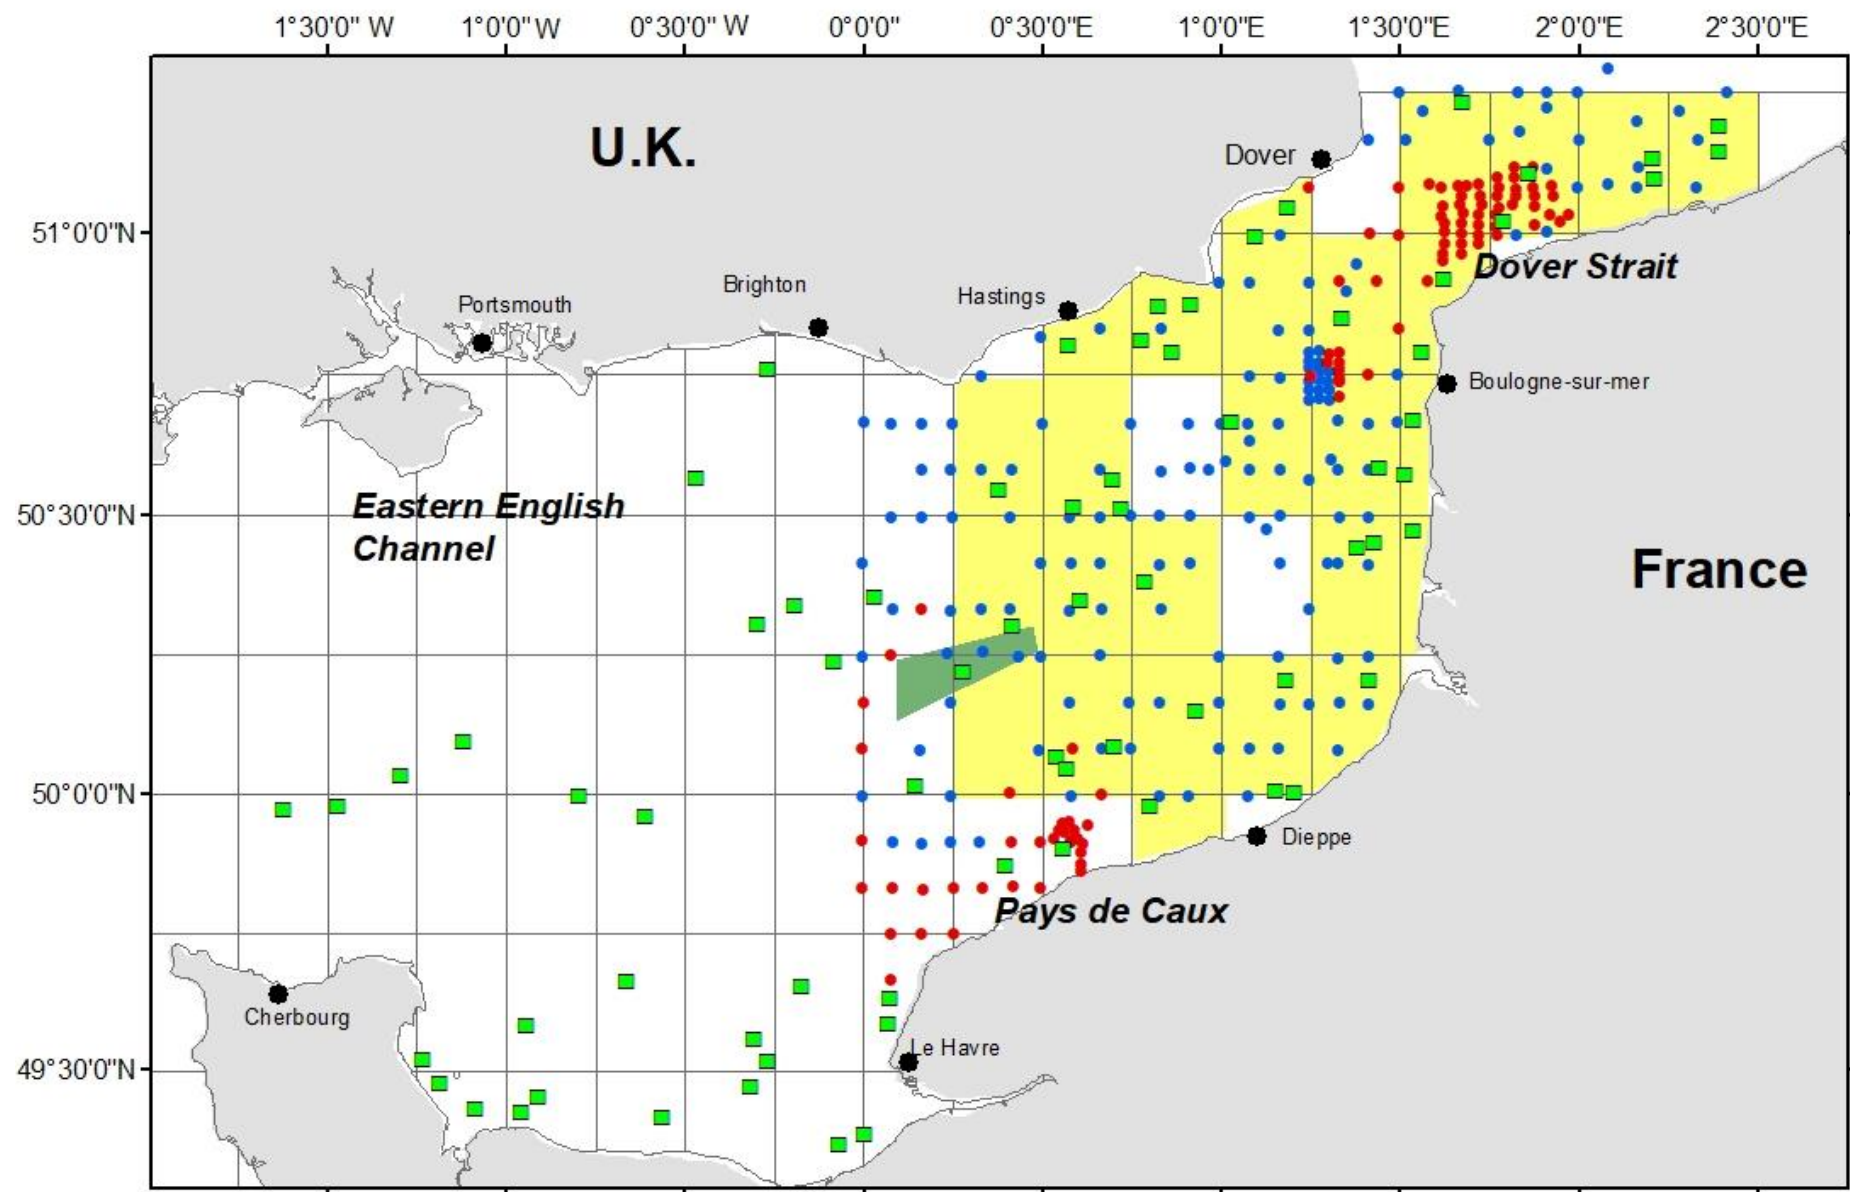 1°30'0" W 1°0'0"W 0°30'0" W 0°0'0" 0°30'0"E 1°0'0"E 1°30'0"E 2°0'0"E 2°30'0"E
U.K.
Dover
51°0'0"N
Dover Strait
Brighton
Hastings
Portsmouth
Boulogne-sur-mer
Eastern English
Channel
50°30'0"N
France
50°0'0"N
Dieppe
Pays de Caux
Cherbourg
Le Havre
49°30'0"N